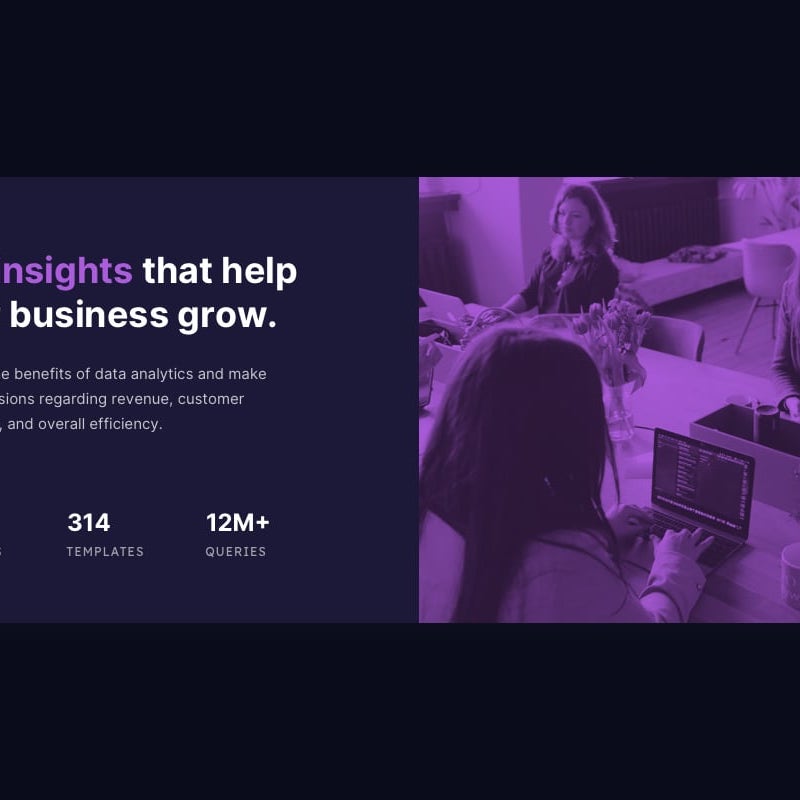 nsights that help
business grow.
e benefits of data analytics and make
sions regarding revenue, customer
, and overall efficiency.
314 12M+
TEMPLATES QUERIES